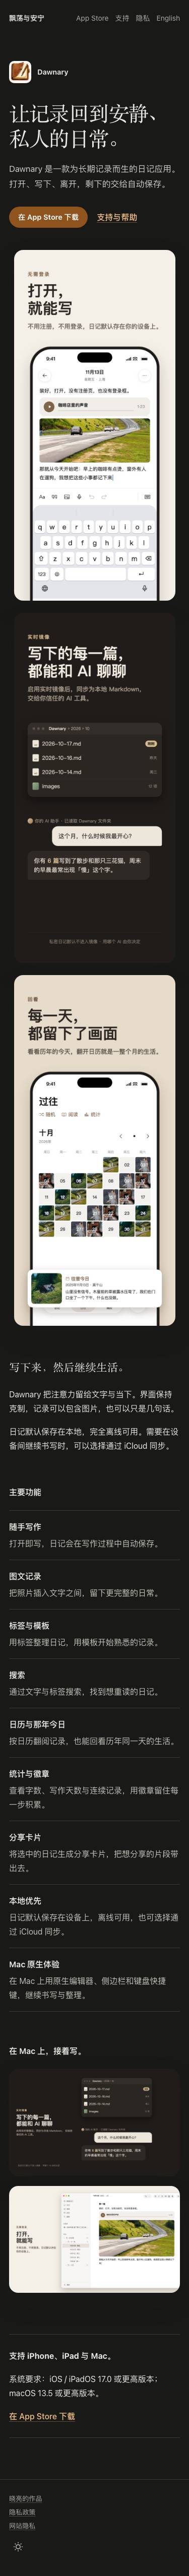 飘落与安宁
App Store 支持 隐私 English
Dawnary
让记录回到安静、
私人的日常。
Dawnary 是一款为长期记录而生的日记应用。
打开、写下、离开，剩下的交给自动保存。
在 App Store 下载 支持与帮助
无需登录
打开，
就能写
不用注册，不用登录，日记默认存在你的设备上。
9:41
11月13日
装好，打开，没有注册页，也没有登录框。
咖啡豆磨的声音
那就从今天开始吧：早上的咖啡有点烫，窗外有人
在遛狗，我想把这些小事都记下来
Aa
q w e r t y u i o p
a s d f g h j k l
z x c v b n m
123
实时镜像
写下的每一篇，
都能和 AI 聊聊
启用实时镜像后，同步为本地 Markdown，
交给你信任的 AI 工具。
Dawnary
2026-10-17.md
2026-10-16.md
2026-10-14.md
Images
这个月，什么时候我最开心？
你有 6 篇写到了散步和那只三花猫，周末
的早晨最常出现「慢」这个字。
回看
每一天，
都留下了画面
看看历年的今天，翻开日历就是一整个月的生活。
9:41
过往
随机 阅读 统计
十月
往昔今日
写下来，然后继续生活。
Dawnary 把注意力留给文字与当下。界面保持
克制，记录可以包含图片，也可以只是几句话。
日记默认保存在本地，完全离线可用。需要在设
备间继续书写时，可以选择通过 iCloud 同步。
主要功能
随手写作
打开即写，日记会在写作过程中自动保存。
图文记录
把照片插入文字之间，留下更完整的日常。
标签与模板
用标签整理日记，用模板开始熟悉的记录。
搜索
通过文字与标签搜索，找到想重读的日记。
日历与那年今日
按日历翻阅记录，也能回看历年同一天的生活。
统计与徽章
查看字数、写作天数与连续记录，用徽章留住每
一步积累。
分享卡片
将选中的日记生成分享卡片，把想分享的片段带
出去。
本地优先
日记默认保存在设备上，离线可用，也可选择通
过 iCloud 同步。
Mac 原生体验
在 Mac 上用原生编辑器、侧边栏和键盘快捷
键，继续书写与整理。
在 Mac 上，接着写。
写下的每一篇，
都能和 AI 聊聊
打开，
就能写
支持 iPhone、iPad 与 Mac。
系统要求：iOS / iPadOS 17.0 或更高版本；
macOS 13.5 或更高版本。
在 App Store 下载
晓亮的作品
隐私政策
网站隐私